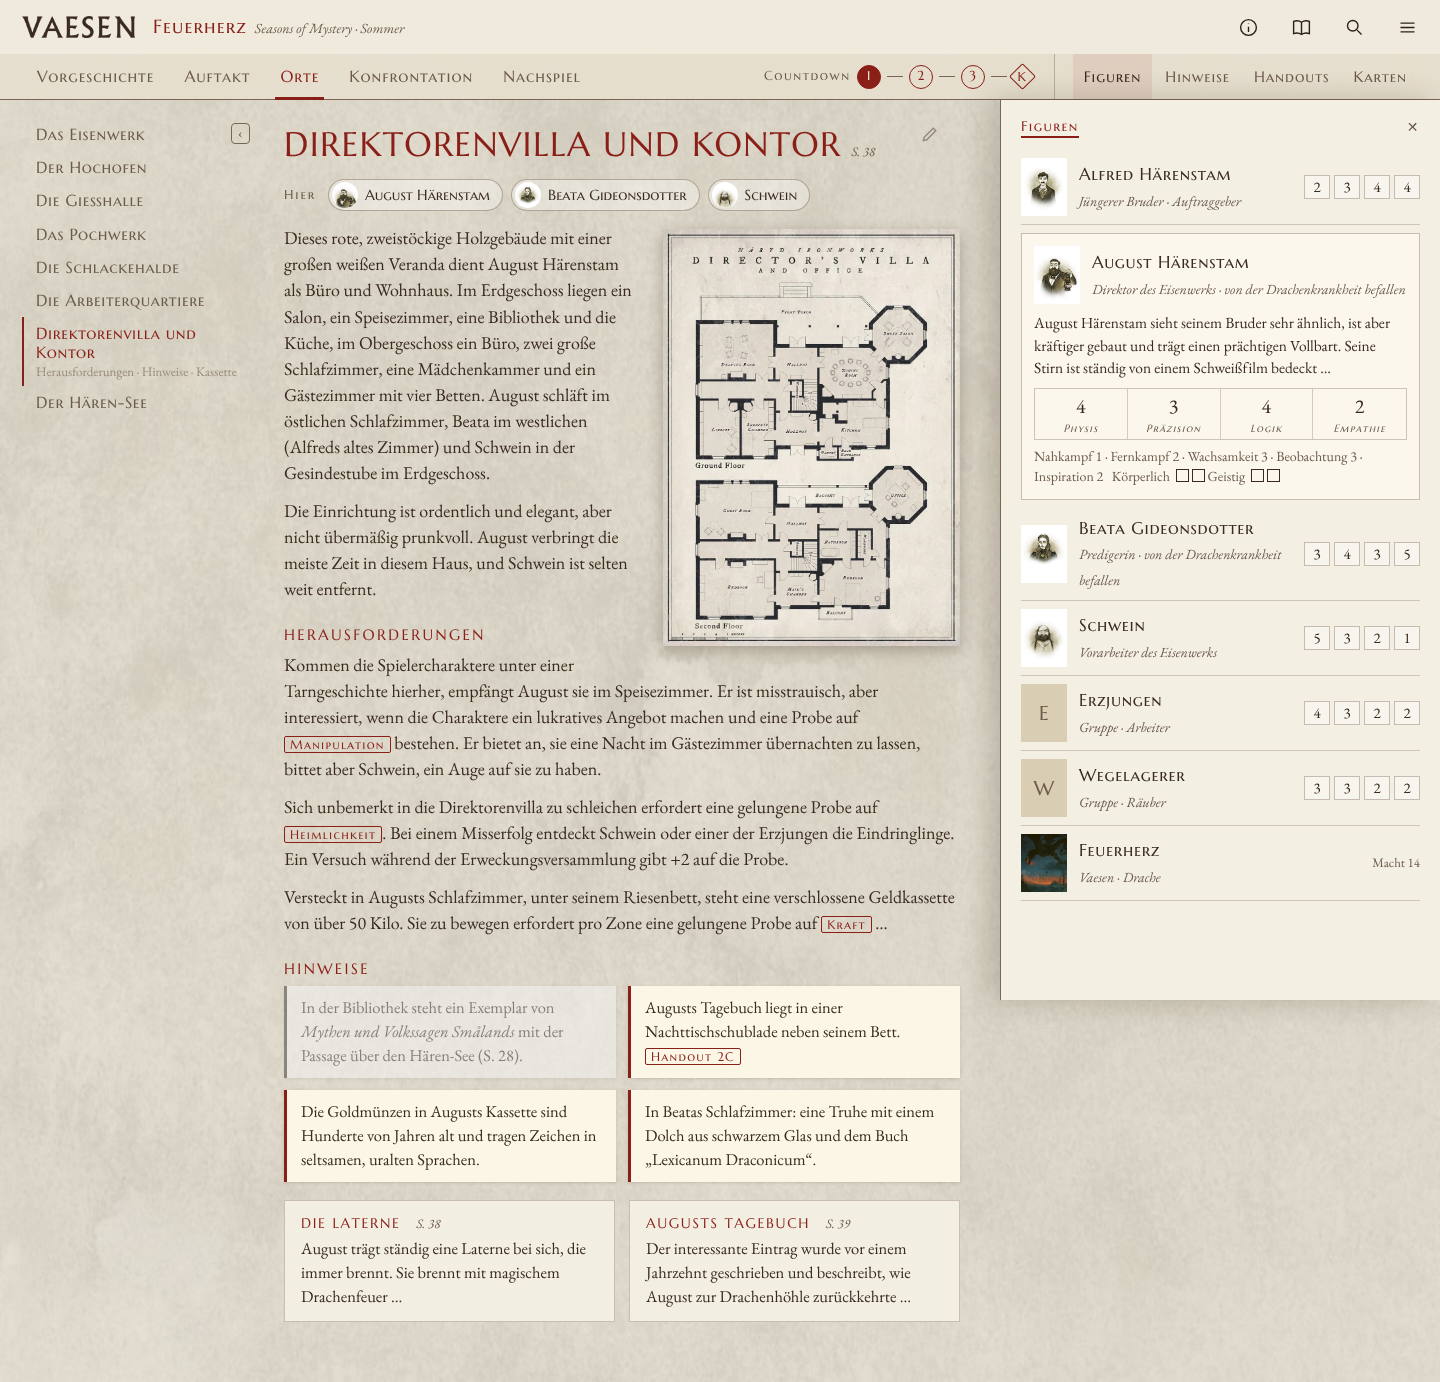 VAESEN Feuerherz Seasons of Mystery · Sommer
Vorgeschichte Auftakt Orte Konfrontation Nachspiel Countdown 1 2 3 K Figuren Hinweise Handouts Karten
Das Eisenwerk ‹
Der Hochofen
Die Giesshalle
Das Pochwerk
Die Schlackehalde
Die Arbeiterquartiere
Direktorenvilla und
Kontor
Herausforderungen · Hinweise · Kassette
Der Hären-See
DIREKTORENVILLA UND KONTOR S. 38
Hier August Härenstam Beata Gideonsdotter Schwein
Dieses rote, zweistöckige Holzgebäude mit einer
großen weißen Veranda dient August Härenstam
als Büro und Wohnhaus. Im Erdgeschoss liegen ein
Salon, ein Speisezimmer, eine Bibliothek und die
Küche, im Obergeschoss ein Büro, zwei große
Schlafzimmer, eine Mädchenkammer und ein
Gästezimmer mit vier Betten. August schläft im
östlichen Schlafzimmer, Beata im westlichen
(Alfreds altes Zimmer) und Schwein in der
Gesindestube im Erdgeschoss.
Die Einrichtung ist ordentlich und elegant, aber
nicht übermäßig prunkvoll. August verbringt die
meiste Zeit in diesem Haus, und Schwein ist selten
weit entfernt.
DIRECTOR'S VILLA
AND OFFICE
Front Porch
Hallway
Library
Hallway
Kitchen
Ground Floor
Balcony
Office
Guest Room
Hallway
Bathroom
Bedroom
Maid's
Chamber
Bedroom
Balcony
Second Floor
HERAUSFORDERUNGEN
Kommen die Spielercharaktere unter einer
Tarngeschichte hierher, empfängt August sie im Speisezimmer. Er ist misstrauisch, aber
interessiert, wenn die Charaktere ein lukratives Angebot machen und eine Probe auf
Manipulation bestehen. Er bietet an, sie eine Nacht im Gästezimmer übernachten zu lassen,
bittet aber Schwein, ein Auge auf sie zu haben.
Sich unbemerkt in die Direktorenvilla zu schleichen erfordert eine gelungene Probe auf
Heimlichkeit. Bei einem Misserfolg entdeckt Schwein oder einer der Erzjungen die Eindringlinge.
Ein Versuch während der Erweckungsversammlung gibt +2 auf die Probe.
Versteckt in Augusts Schlafzimmer, unter seinem Riesenbett, steht eine verschlossene Geldkassette
von über 50 Kilo. Sie zu bewegen erfordert pro Zone eine gelungene Probe auf Kraft ...
HINWEISE
In der Bibliothek steht ein Exemplar von
Mythen und Volkssagen Smålands mit der
Passage über den Hären-See (S. 28).
Augusts Tagebuch liegt in einer
Nachttischschublade neben seinem Bett.
Handout 2C
Die Goldmünzen in Augusts Kassette sind
Hunderte von Jahren alt und tragen Zeichen in
seltsamen, uralten Sprachen.
In Beatas Schlafzimmer: eine Truhe mit einem
Dolch aus schwarzem Glas und dem Buch
„Lexicanum Draconicum“.
DIE LATERNE S. 38
August trägt ständig eine Laterne bei sich, die
immer brennt. Sie brennt mit magischem
Drachenfeuer ...
AUGUSTS TAGEBUCH S. 39
Der interessante Eintrag wurde vor einem
Jahrzehnt geschrieben und beschreibt, wie
August zur Drachenhöhle zurückkehrte ...
Figuren ×
Alfred Härenstam
Jüngerer Bruder · Auftraggeber
2 3 4 4
August Härenstam
Direktor des Eisenwerks · von der Drachenkrankheit befallen
August Härenstam sieht seinem Bruder sehr ähnlich, ist aber
kräftiger gebaut und trägt einen prächtigen Vollbart. Seine
Stirn ist ständig von einem Schweißfilm bedeckt ...
4 3 4 2
Physis Präzision Logik Empathie
Nahkampf 1 · Fernkampf 2 · Wachsamkeit 3 · Beobachtung 3 ·
Inspiration 2 Körperlich Geistig
Beata Gideonsdotter
Predigerin · von der Drachenkrankheit
befallen
3 4 3 5
Schwein
Vorarbeiter des Eisenwerks
5 3 2 1
E Erzjungen
Gruppe · Arbeiter
4 3 2 2
W Wegelagerer
Gruppe · Räuber
3 3 2 2
Feuerherz
Vaesen · Drache
Macht 14